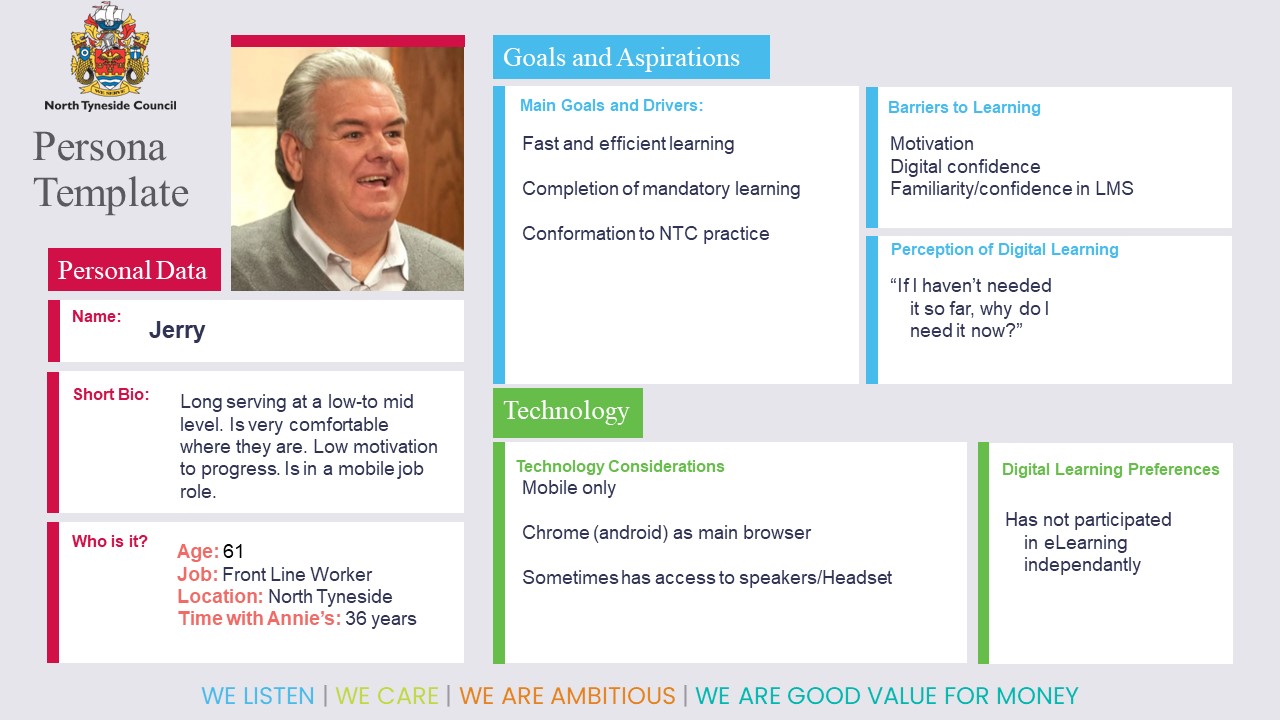 WE SERVE
North Tyneside Council
Persona
Template
Personal Data
Name:
Jerry
Short Bio:
Long serving at a low-to mid
level. Is very comfortable
where they are. Low motivation
to progress. Is in a mobile job
role.
Who is it?
Age: 61
Job: Front Line Worker
Location: North Tyneside
Time with Annie’s: 36 years
Goals and Aspirations
Main Goals and Drivers:
Fast and efficient learning
Completion of mandatory learning
Conformation to NTC practice
Barriers to Learning
Motivation
Digital confidence
Familiarity/confidence in LMS
Perception of Digital Learning
“If I haven’t needed
it so far, why do I
need it now?”
Technology
Technology Considerations
Mobile only
Chrome (android) as main browser
Sometimes has access to speakers/Headset
Digital Learning Preferences
Has not participated
in eLearning
independantly
WE LISTEN | WE CARE | WE ARE AMBITIOUS | WE ARE GOOD VALUE FOR MONEY